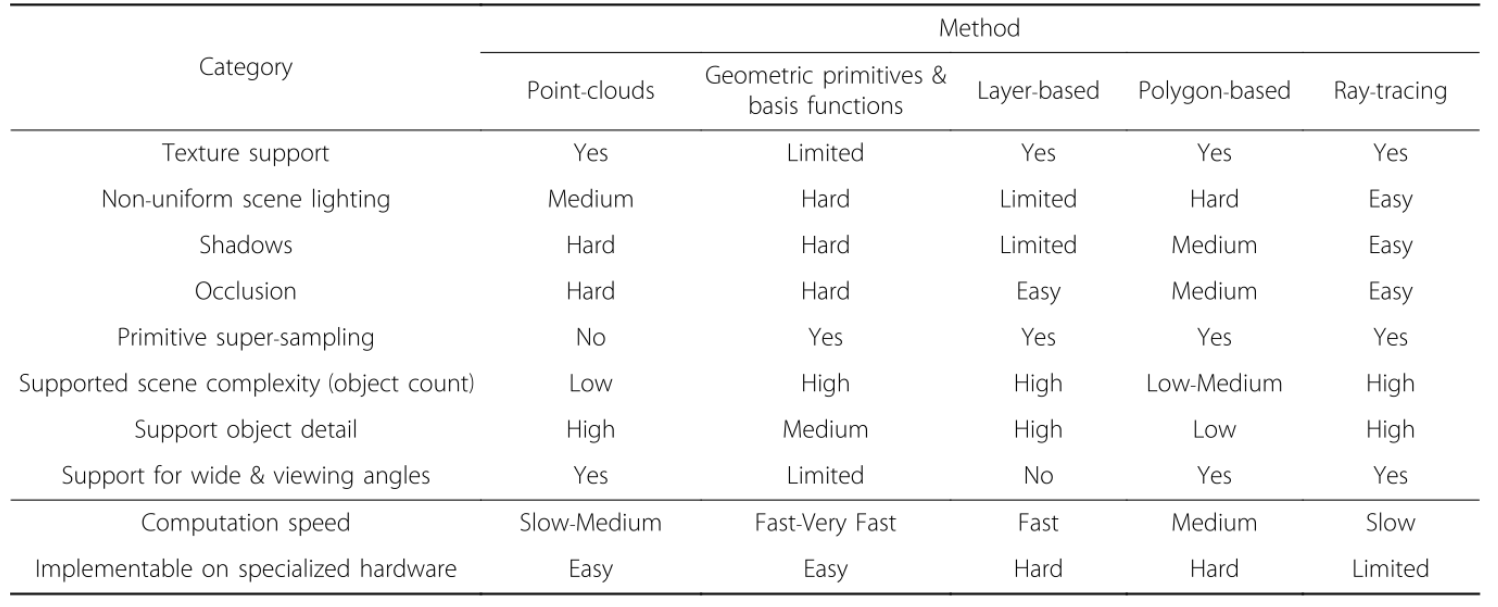 Method
Category
Point-clouds Geometric primitives & basis functions Layer-based Polygon-based Ray-tracing
Texture support Yes Limited Yes Yes Yes
Non-uniform scene lighting Medium Hard Limited Hard Easy
Shadows Hard Hard Limited Medium Easy
Occlusion Hard Hard Easy Medium Easy
Primitive super-sampling No Yes Yes Yes Yes
Supported scene complexity (object count) Low High High Low-Medium High
Support object detail High Medium High Low High
Support for wide & viewing angles Yes Limited No Yes Yes
Computation speed Slow-Medium Fast-Very Fast Fast Medium Slow
Implementable on specialized hardware Easy Easy Hard Hard Limited